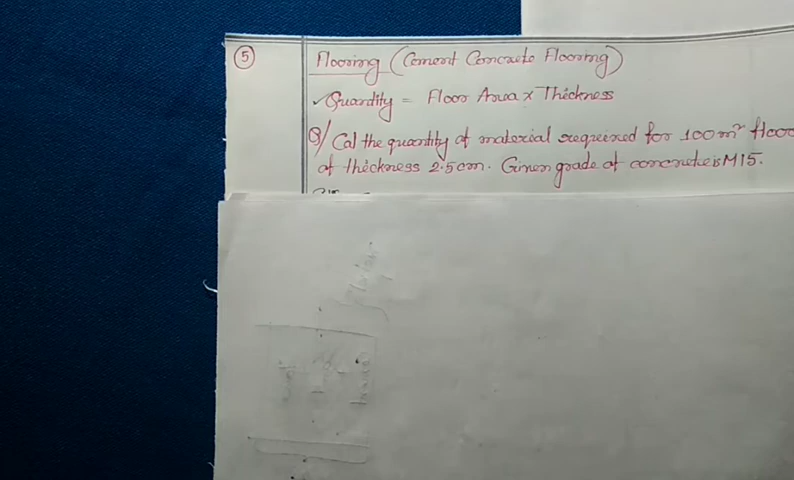 5
Flooring (Cement Concrete Flooring)
✓Quantity = Floor Area x Thickness
Q/ Cal the quantity of material required for 100m² floor
of thickness 2.5cm. Given grade of concrete is M15.